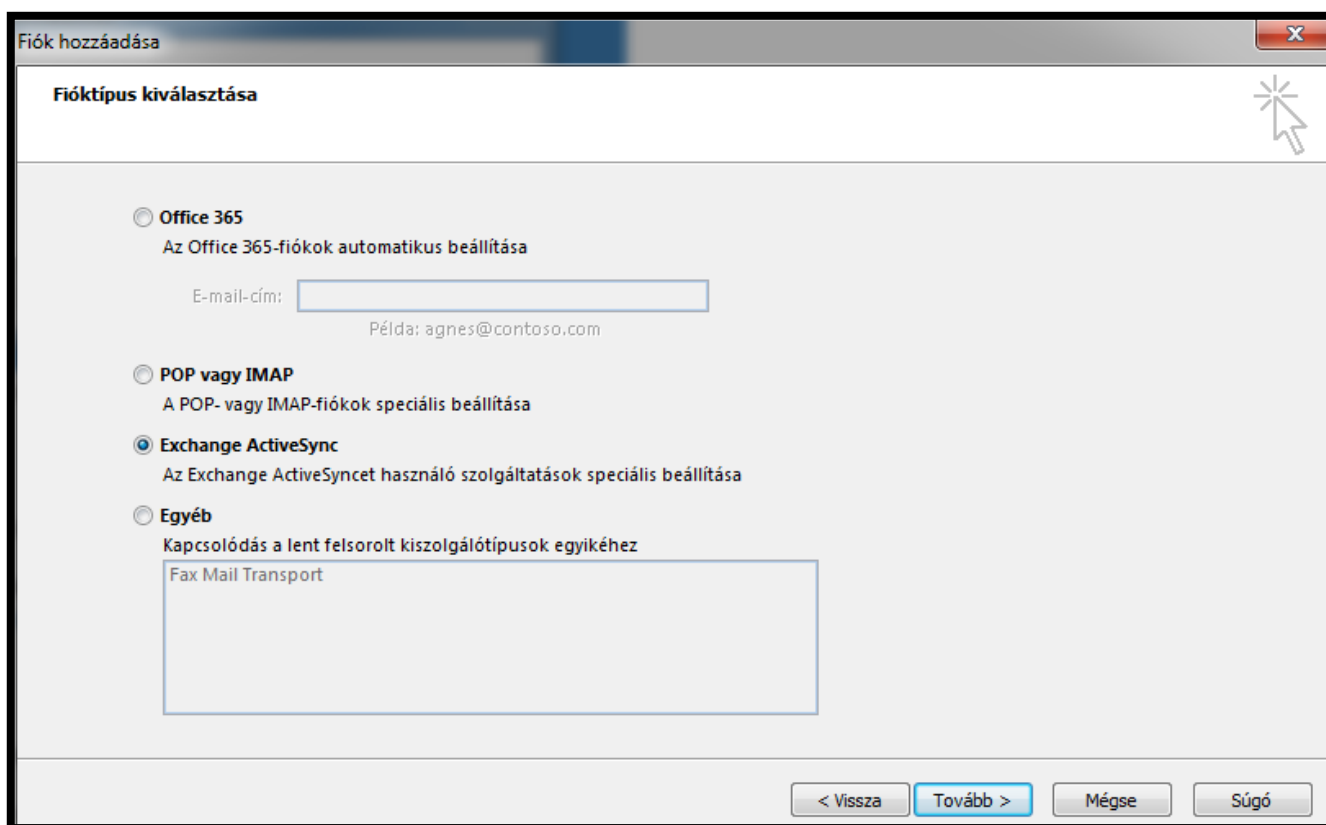 Fiók hozzáadása
x
Fióktípus kiválasztása
Office 365
Az Office 365-fiókok automatikus beállítása
E-mail-cím:
Példa: agnes@contoso.com
POP vagy IMAP
A POP- vagy IMAP-fiókok speciális beállítása
Exchange ActiveSync
Az Exchange ActiveSyncet használó szolgáltatások speciális beállítása
Egyéb
Kapcsolódás a lent felsorolt kiszolgálótípusok egyikéhez
Fax Mail Transport
< Vissza Tovább > Mégse Súgó